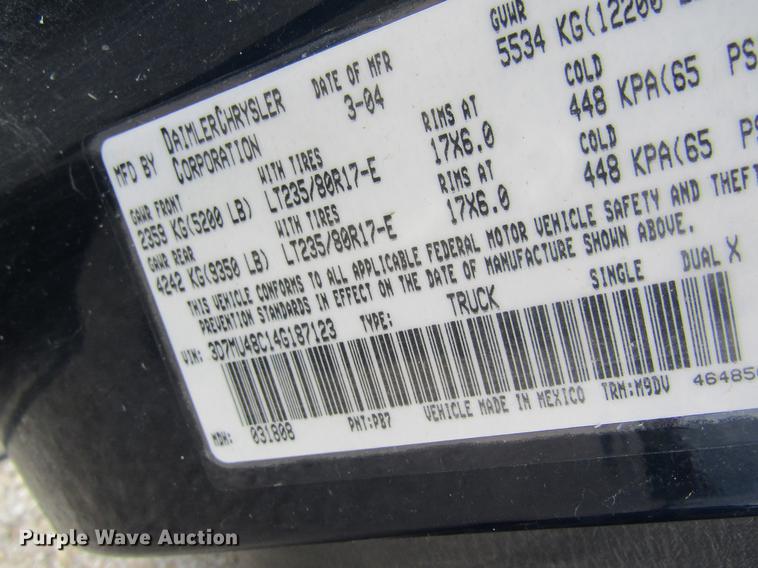 MFD BY DAIMLERCHRYSLER CORPORATION
DATE OF MFR 3-04
GVWR 5534 KG(12200
GAWR FRONT WITH TIRES RIMS AT COLD
2359 KG(5200 LB) LT235/80R17-E 17X6.0 448 KPA(65 PS
GAWR REAR WITH TIRES RIMS AT COLD
4242 KG(9350 LB) LT235/80R17-E 17X6.0 448 KPA(65 PS
THIS VEHICLE CONFORMS TO ALL APPLICABLE FEDERAL MOTOR VEHICLE SAFETY AND THEFT
PREVENTION STANDARDS IN EFFECT ON THE DATE OF MANUFACTURE SHOWN ABOVE.
VIN: 3D7MU48C14G187123 TYPE: TRUCK SINGLE DUAL X
MDH: 031808 PNT:PB7 VEHICLE MADE IN MEXICO TRM:M9DV 46485
Purple Wave Auction